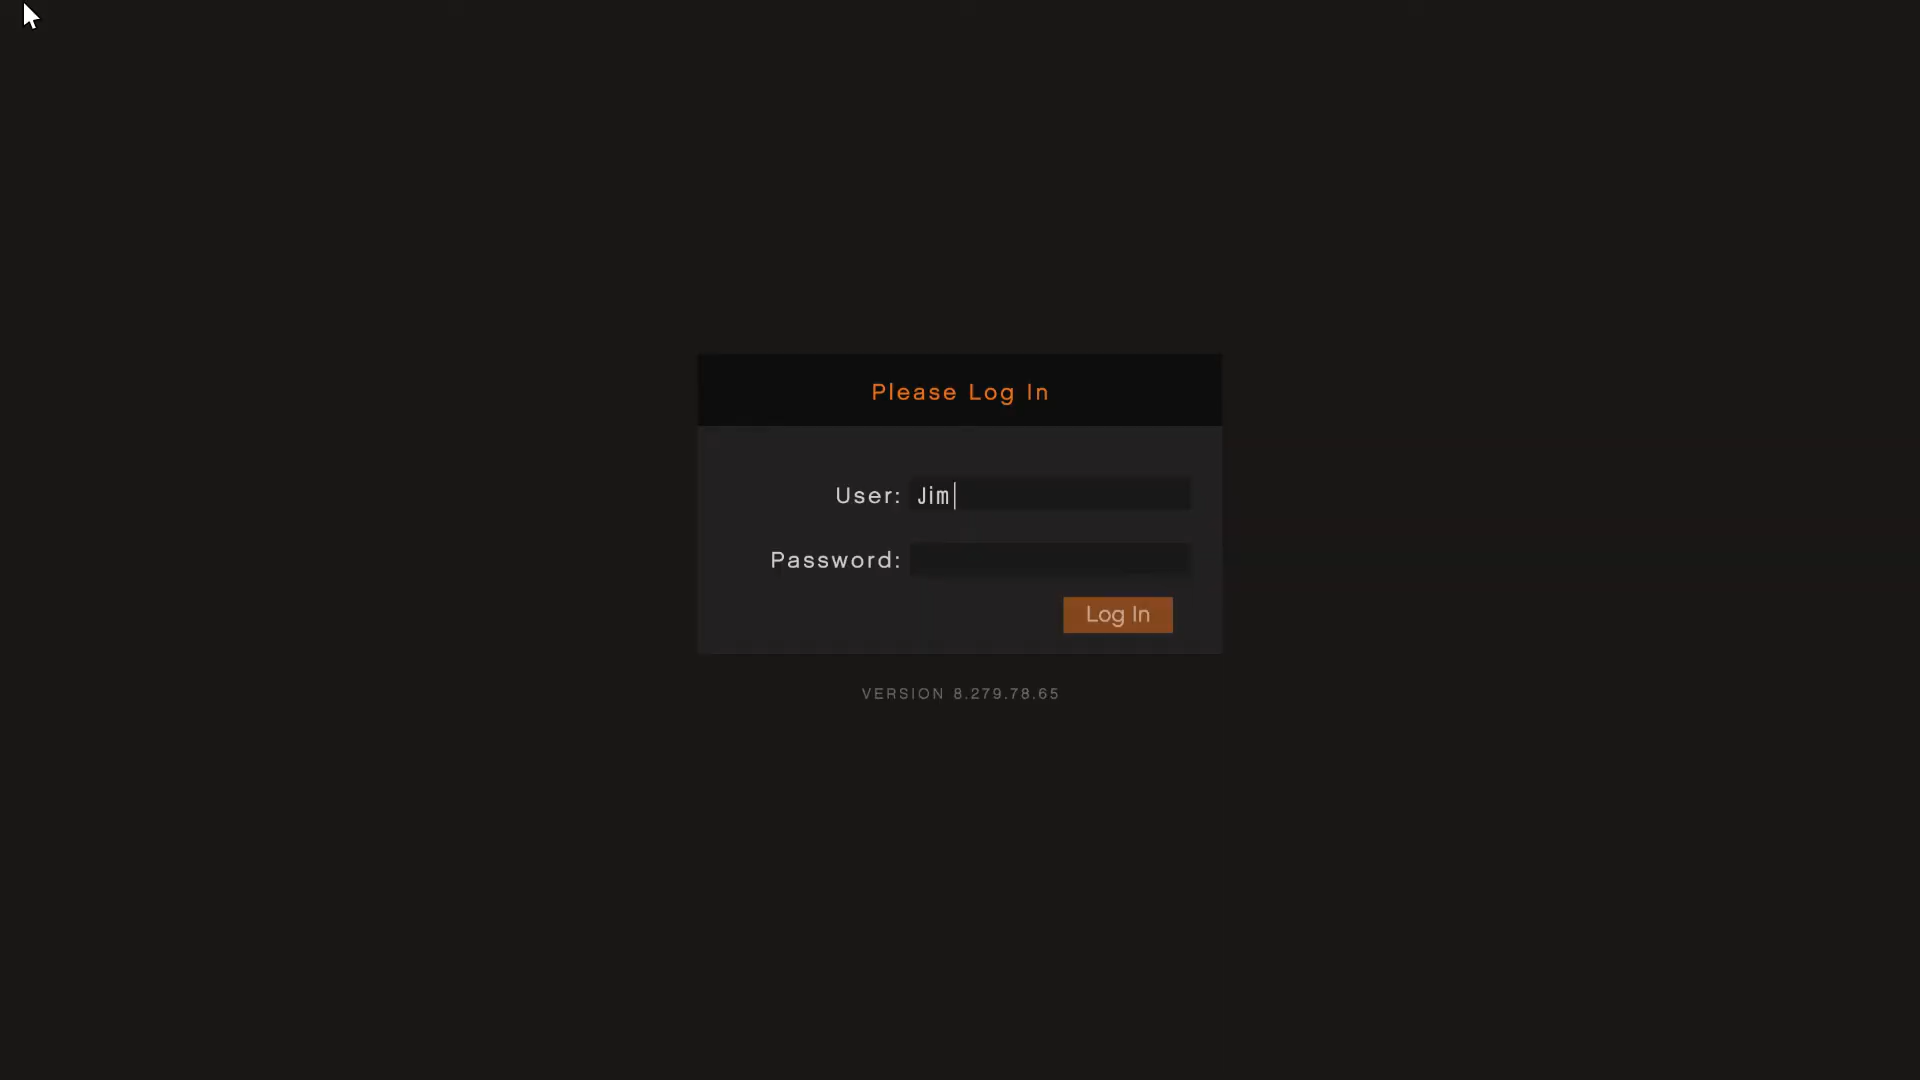 Please Log In
User: Jim
Password:
Log In
VERSION 8.279.78.65